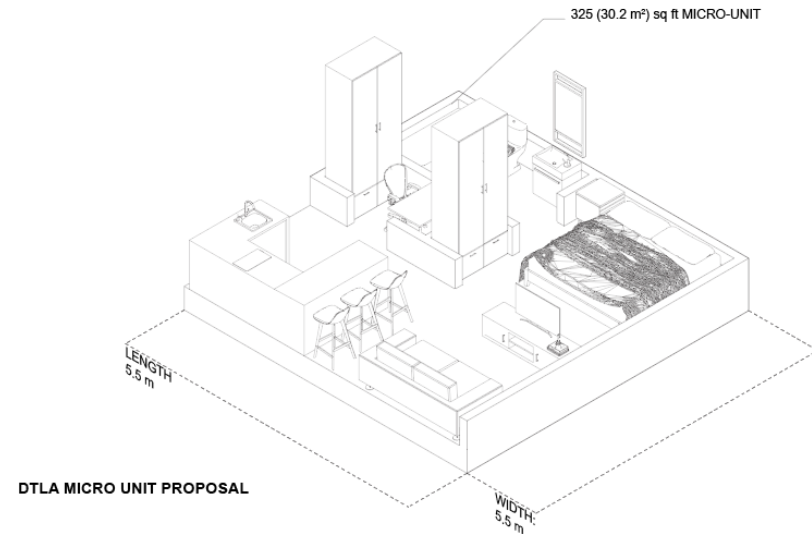 325 (30.2 m²) sq ft MICRO-UNIT
LENGTH
5.5 m
DTLA MICRO UNIT PROPOSAL
WIDTH:
5.5 m